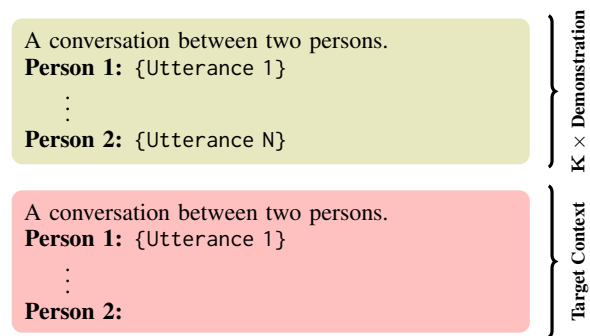 A conversation between two persons.
Person 1: {Utterance 1}
⋮
Person 2: {Utterance N}
K × Demonstration
A conversation between two persons.
Person 1: {Utterance 1}
⋮
Person 2:
Target Context